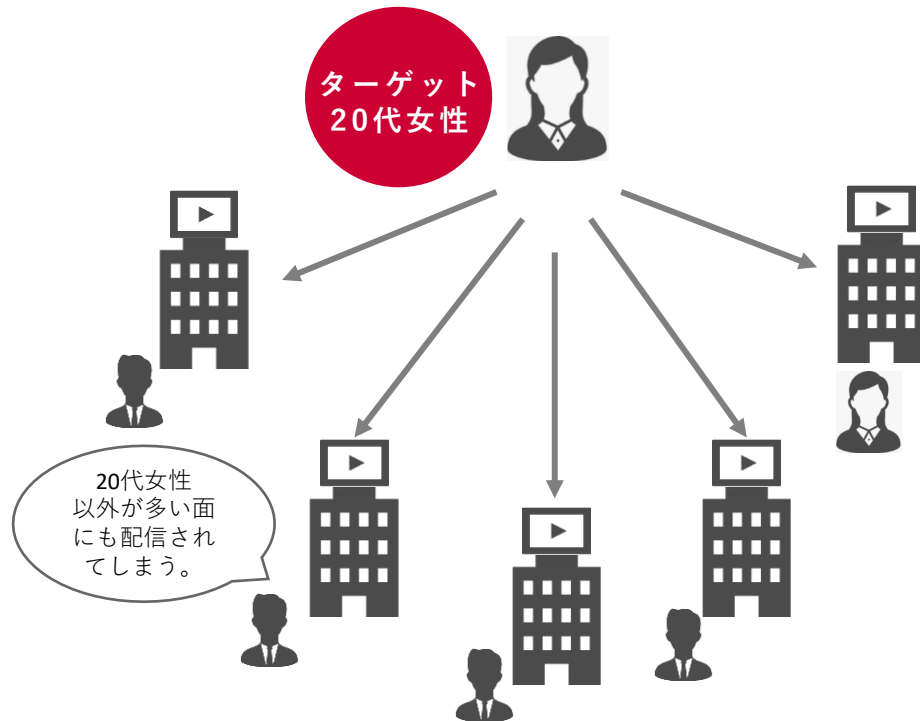 ターゲット
20代女性
20代女性
以外が多い面
にも配信され
てしまう。